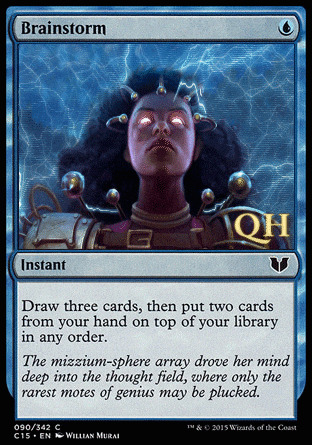 Brainstorm
QH
Instant
Draw three cards, then put two cards
from your hand on top of your library
in any order.
The mizzium-sphere array drove her mind
deep into the thought field, where only the
rarest motes of genius may be plucked.
090/342 C
C15 • EN Willian Murai
™ & © 2015 Wizards of the Coast